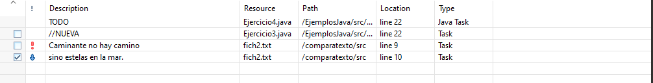 ! Description Resource Path Location Type
TODO Ejercicio4.java /EjemplosJava/src/... line 22 Java Task
//NUEVA Ejercicio3.java /EjemplosJava/src/... line 22 Task
Caminante no hay camino fich2.txt /comparatexto/src line 9 Task
sino estelas en la mar. fich2.txt /comparatexto/src line 10 Task